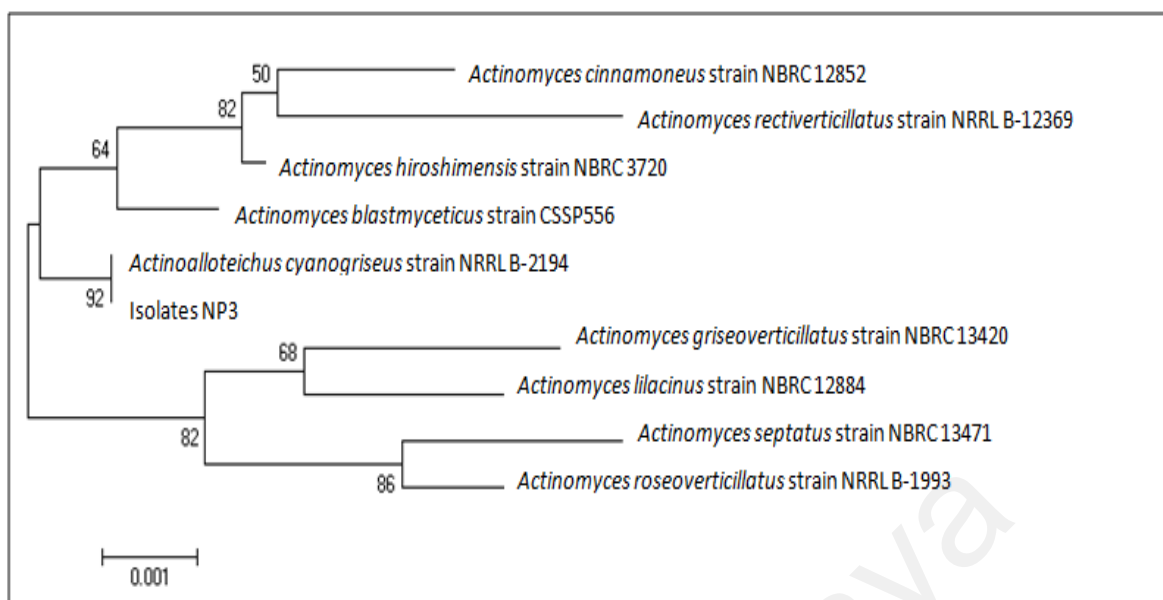 50
Actinomyces cinnamoneus strain NBRC 12852
82
Actinomyces rectiverticillatus strain NRRL B-12369
64
Actinomyces hiroshimensis strain NBRC 3720
Actinomyces blastmyceticus strain CSSP556
Actinoalloteichus cyanogriseus strain NRRL B-2194
92
Isolates NP3
Actinomyces griseoverticillatus strain NBRC 13420
68
Actinomyces lilacinus strain NBRC 12884
82
Actinomyces septatus strain NBRC 13471
86
Actinomyces roseoverticillatus strain NRRL B-1993
0.001